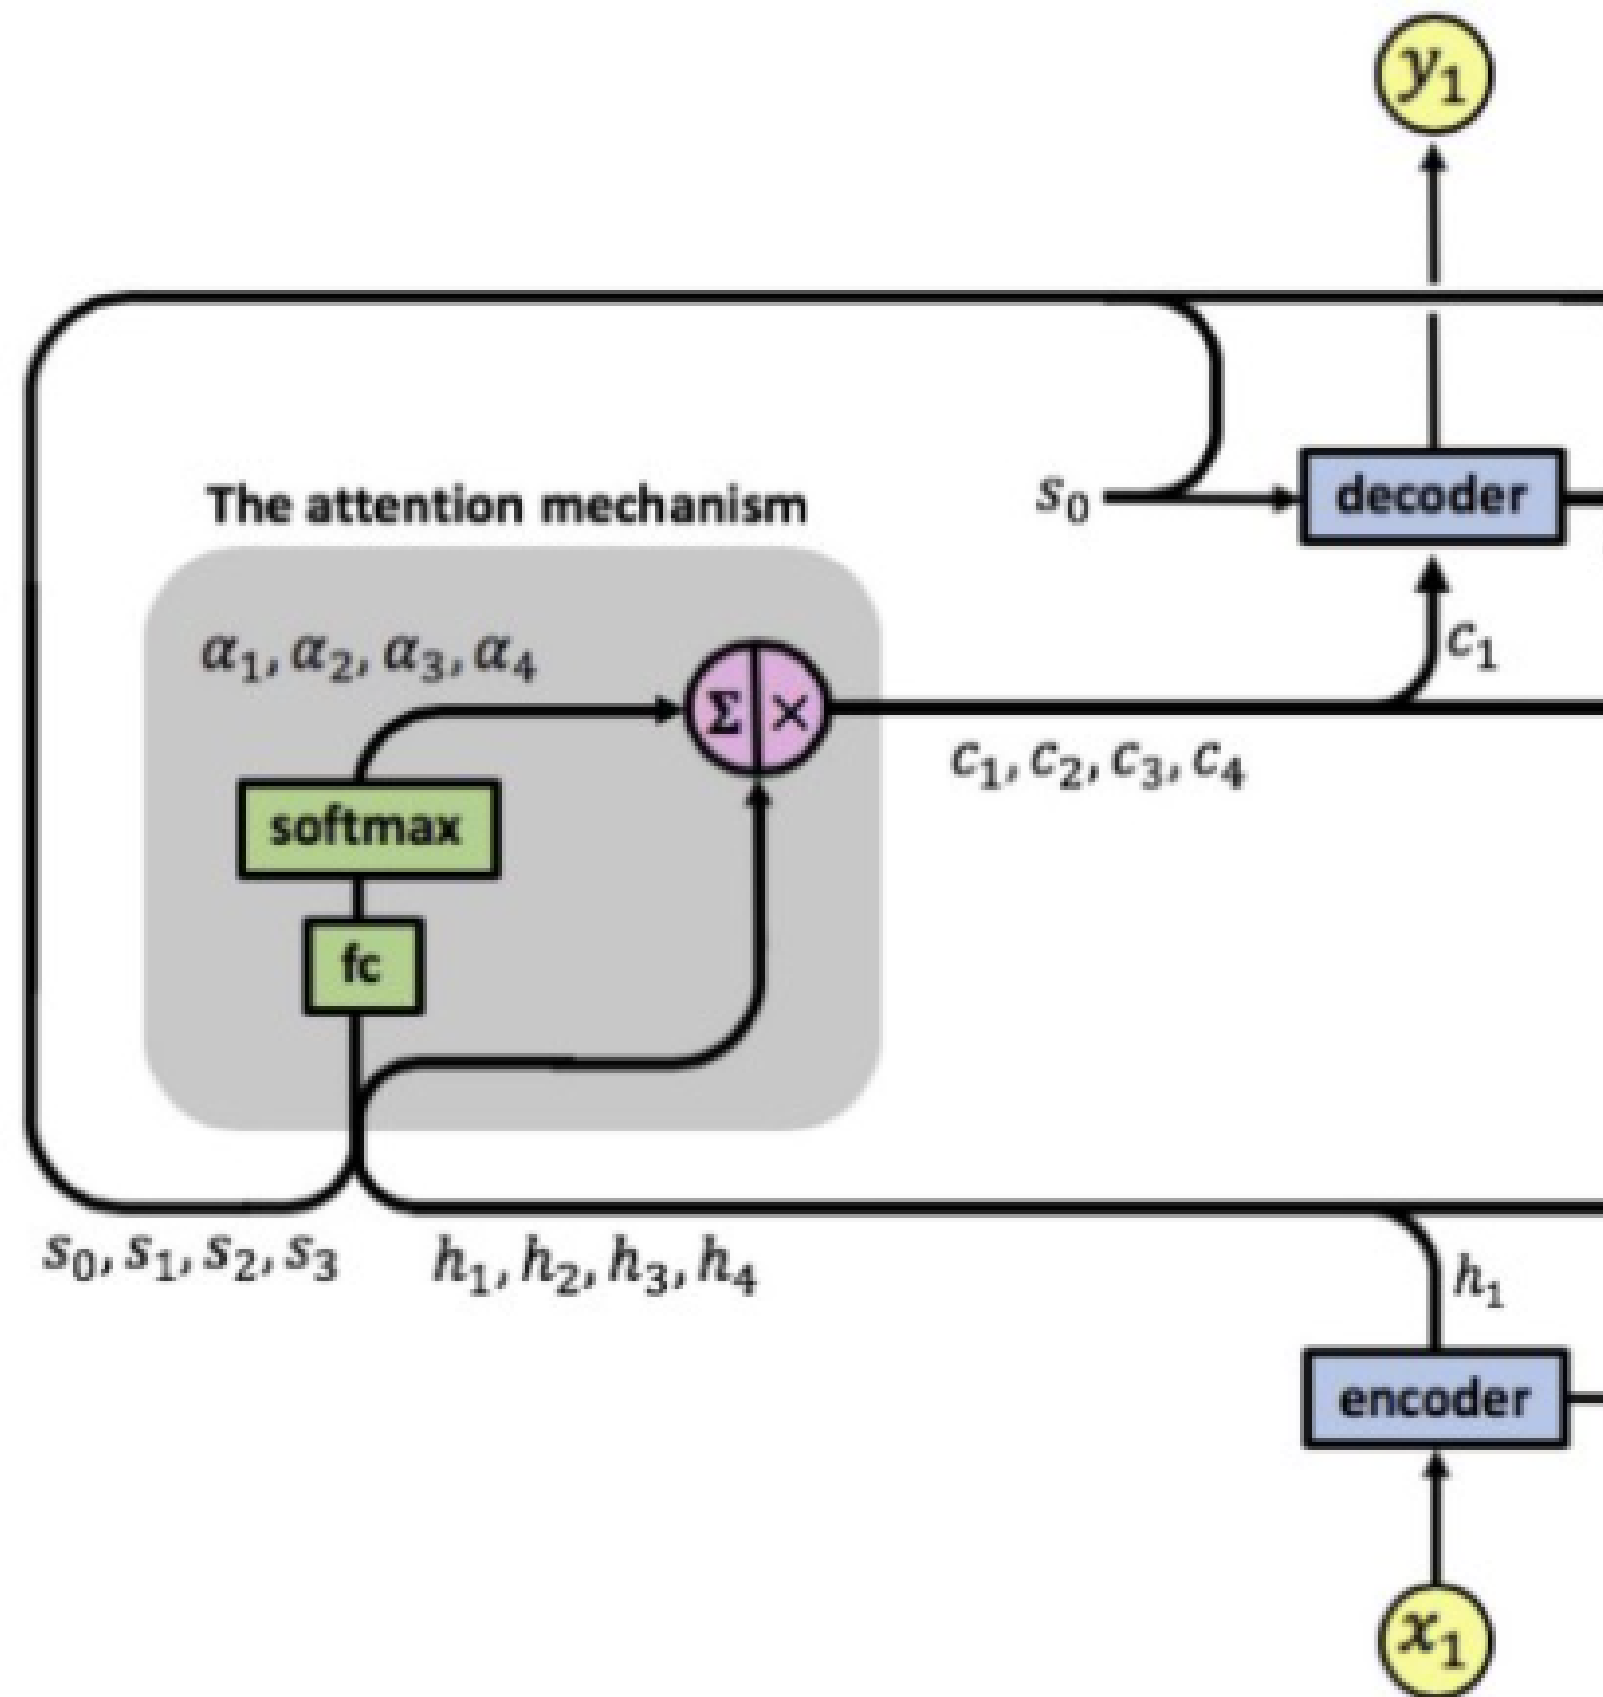 y₁
The attention mechanism
s₀
decoder
α₁, α₂, α₃, α₄
Σ ×
c₁
c₁, c₂, c₃, c₄
softmax
fc
s₀, s₁, s₂, s₃
h₁, h₂, h₃, h₄
h₁
encoder
x₁